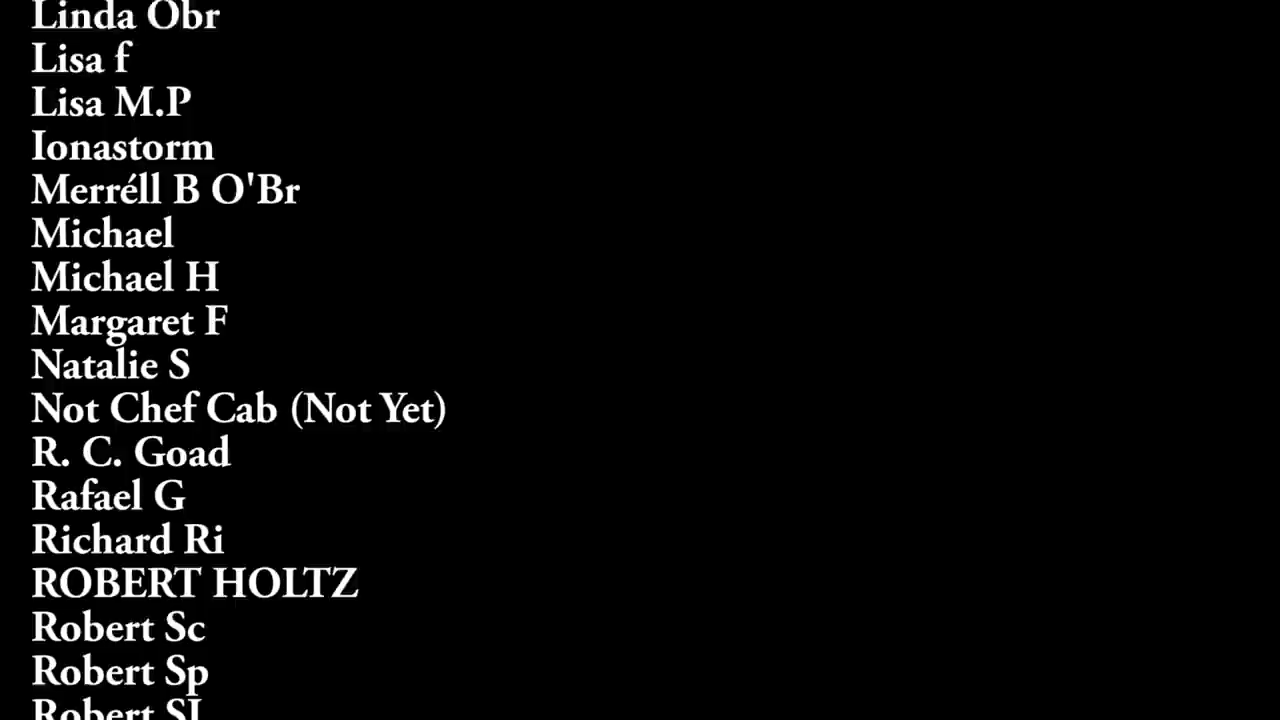 Linda Obr
Lisa f
Lisa M.P
Ionastorm
Merréll B O'Br
Michael
Michael H
Margaret F
Natalie S
Not Chef Cab (Not Yet)
R. C. Goad
Rafael G
Richard Ri
ROBERT HOLTZ
Robert Sc
Robert Sp
Robert